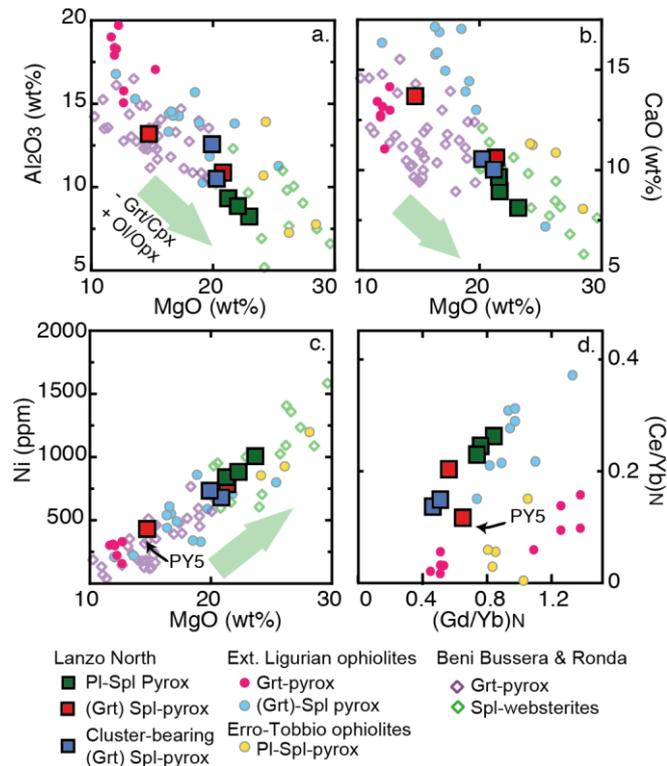 20
15
10
5
Al2O3 (wt%)
a.
- Grt/Cpx
+ Ol/Opx
10
20
30
MgO (wt%)
b.
15
10
5
CaO (wt%)
10
20
30
MgO (wt%)
2000
1500
1000
500
Ni (ppm)
c.
PY5
10
20
30
MgO (wt%)
d.
0.4
0.2
0
(Ce/Yb)N
PY5
0
0.4
0.8
1.2
(Gd/Yb)N
Lanzo North
Pl-Spl Pyrox
(Grt) Spl-pyrox
Cluster-bearing
(Grt) Spl-pyrox
Ext. Ligurian ophiolites
Grt-pyrox
(Grt)-Spl pyrox
Erro-Tobbio ophiolites
Pl-Spl-pyrox
Beni Bussera & Ronda
Grt-pyrox
Spl-websterites